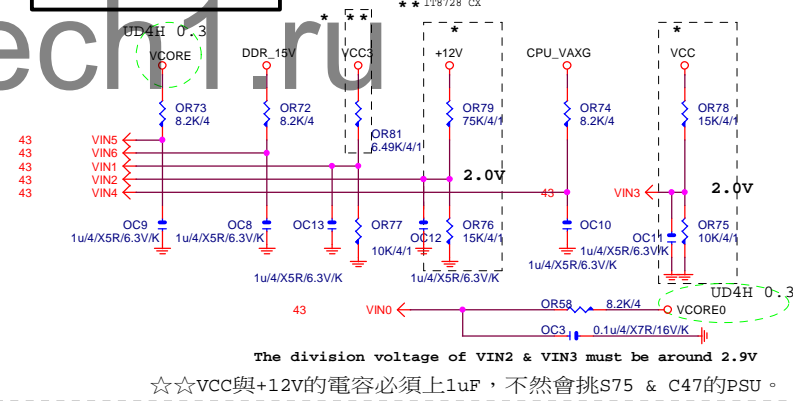 ech1.ru
** IT8728 CX
UD4H 0.3
* ** * *
VCORE DDR_15V VCC3 +12V CPU_VAXG VCC
OR73 OR72 OR79 OR74 OR78
8.2K/4 8.2K/4 75K/4/1 8.2K/4 15K/4/1
OR81
6.49K/4/1
43 VIN5
43 VIN6
43 VIN1
43 VIN2 2.0V
43 VIN4 43 VIN3 2.0V
OC9 OC8 OC13 OR77 OC12 OR76 OC10 OC11 OR75
1u/4/X5R/6.3V/K 1u/4/X5R/6.3V/K 10K/4/1 15K/4/1 1u/4/X5R/6.3V/K 10K/4/1
1u/4/X5R/6.3V/K 1u/4/X5R/6.3V/K 1u/4/X5R/6.3V/K
UD4H 0.3
43 VIN0 OR58 8.2K/4 VCORE0
OC3 0.1u/4/X7R/16V/K
The division voltage of VIN2 & VIN3 must be around 2.9V
☆☆VCC與+12V的電容必須上1uF，不然會挑S75 & C47的PSU。